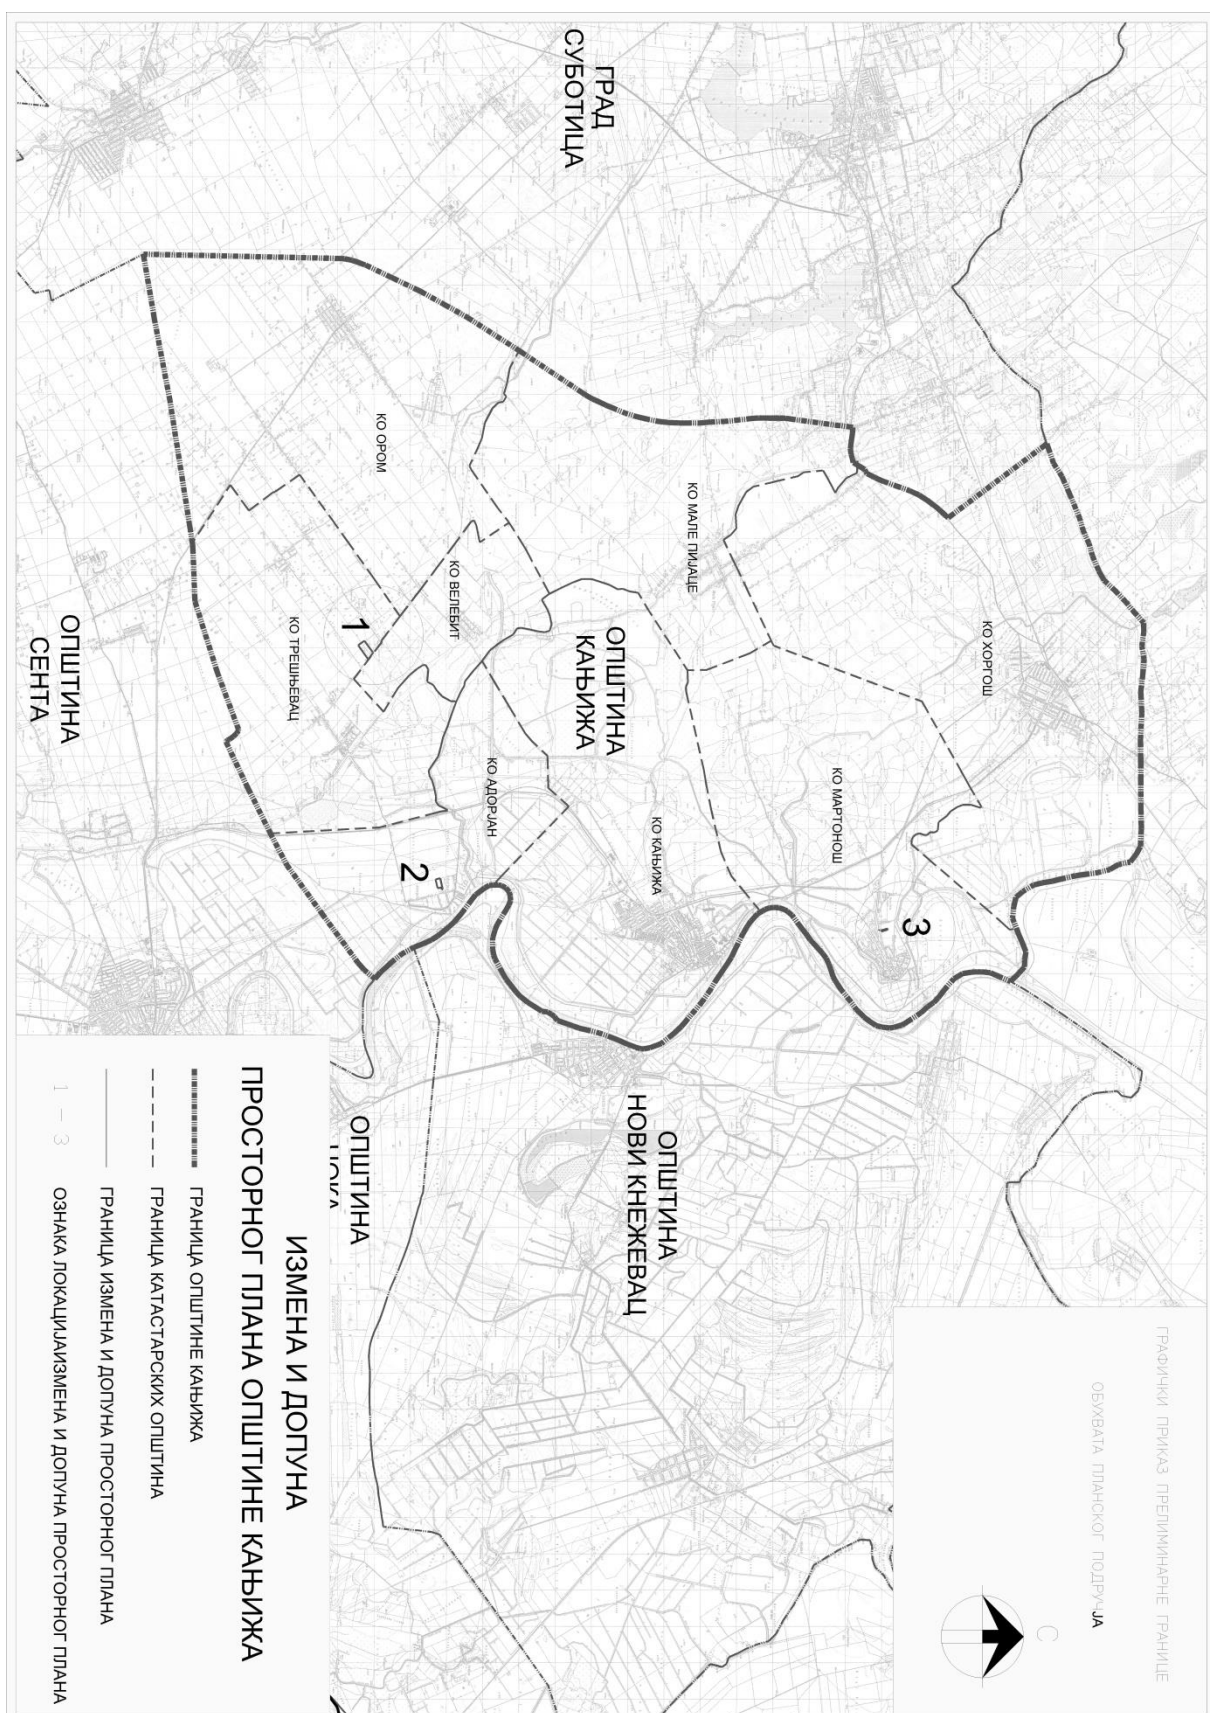 ГРАФИЧКИ ПРИКАЗ ПРЕЛИМИНАРНЕ ГРАНИЦЕ
ОБУХВАТА ПЛАНСКОГ ПОДРУЧЈА
С
ГРАД
СУБОТИЦА
КО ХОРГОШ
КО МАЛЕ ПИЈАЦЕ
КО МАРТОНОШ
3
КО ОРОМ
КО ВЕЛЕБИТ
ОПШТИНА
КАЊИЖА
КО КАЊИЖА
1
КО ТРЕШЊЕВАЦ
КО АДОРЈАН
2
ОПШТИНА
НОВИ КНЕЖЕВАЦ
ОПШТИНА
СЕНТА
ОПШТИНА
ИЗМЕНА И ДОПУНА
ПРОСТОРНОГ ПЛАНА ОПШТИНЕ КАЊИЖА
ГРАНИЦА ОПШТИНЕ КАЊИЖА
ГРАНИЦА КАТАСТАРСКИХ ОПШТИНА
ГРАНИЦА ИЗМЕНА И ДОПУНА ПРОСТОРНОГ ПЛАНА
1 – 3 ОЗНАКА ЛОКАЦИЈАИЗМЕНА И ДОПУНА ПРОСТОРНОГ ПЛАНА